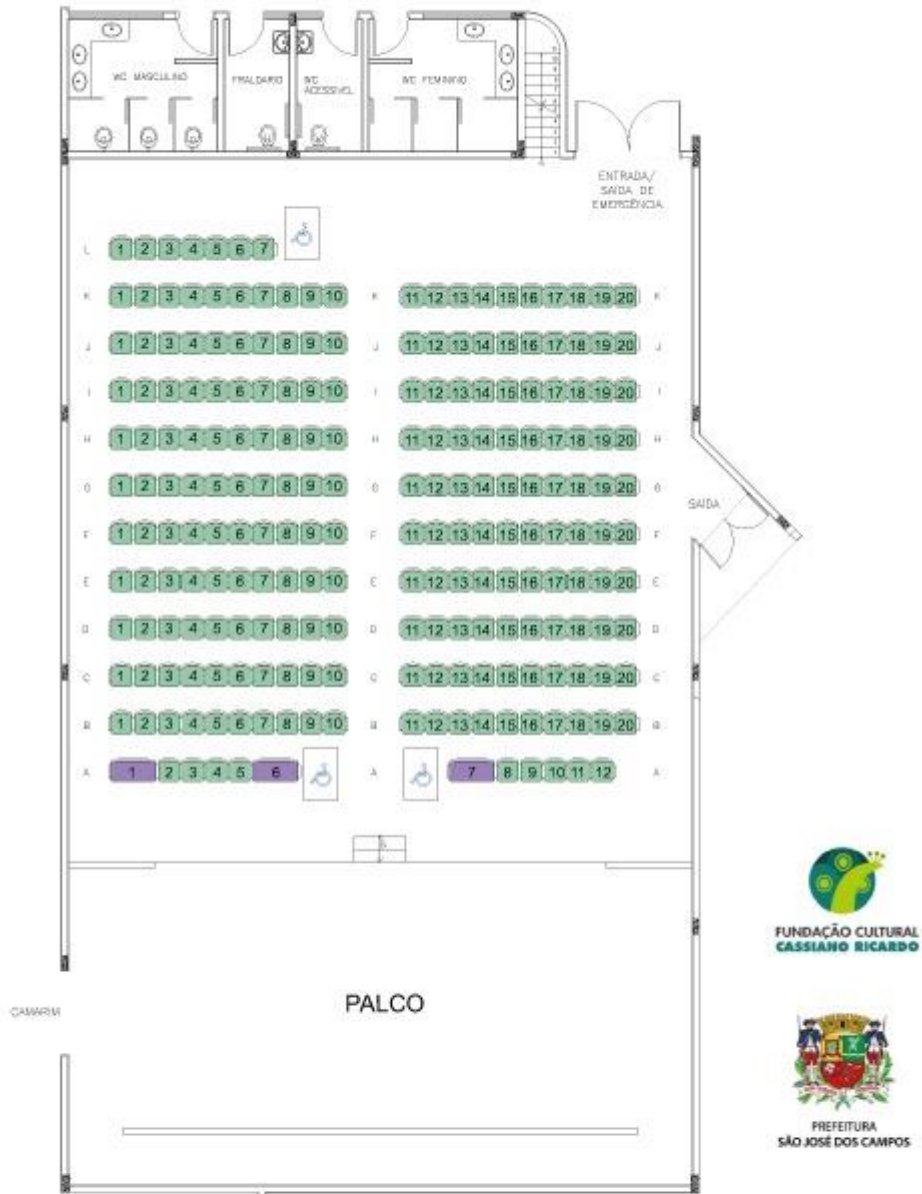 WC MASCULINO
FRALDÁRIO
WC
ACESSÍVEL
WC FEMININO
ENTRADA/
SAÍDA DE
EMERGÊNCIA
L 1 2 3 4 5 6 7
K 1 2 3 4 5 6 7 8 9 10 K 11 12 13 14 15 16 17 18 19 20 K
J 1 2 3 4 5 6 7 8 9 10 J 11 12 13 14 15 16 17 18 19 20 J
I 1 2 3 4 5 6 7 8 9 10 I 11 12 13 14 15 16 17 18 19 20 I
H 1 2 3 4 5 6 7 8 9 10 H 11 12 13 14 15 16 17 18 19 20 H
G 1 2 3 4 5 6 7 8 9 10 G 11 12 13 14 15 16 17 18 19 20 G
SAÍDA
F 1 2 3 4 5 6 7 8 9 10 F 11 12 13 14 15 16 17 18 19 20 F
E 1 2 3 4 5 6 7 8 9 10 E 11 12 13 14 15 16 17 18 19 20 E
D 1 2 3 4 5 6 7 8 9 10 D 11 12 13 14 15 16 17 18 19 20 D
C 1 2 3 4 5 6 7 8 9 10 C 11 12 13 14 15 16 17 18 19 20 C
B 1 2 3 4 5 6 7 8 9 10 B 11 12 13 14 15 16 17 18 19 20 B
A 1 2 3 4 5 6 A 7 8 9 10 11 12 A
FUNDAÇÃO CULTURAL
CASSIANO RICARDO
CAMARIM
PALCO
PREFEITURA
SÃO JOSÉ DOS CAMPOS